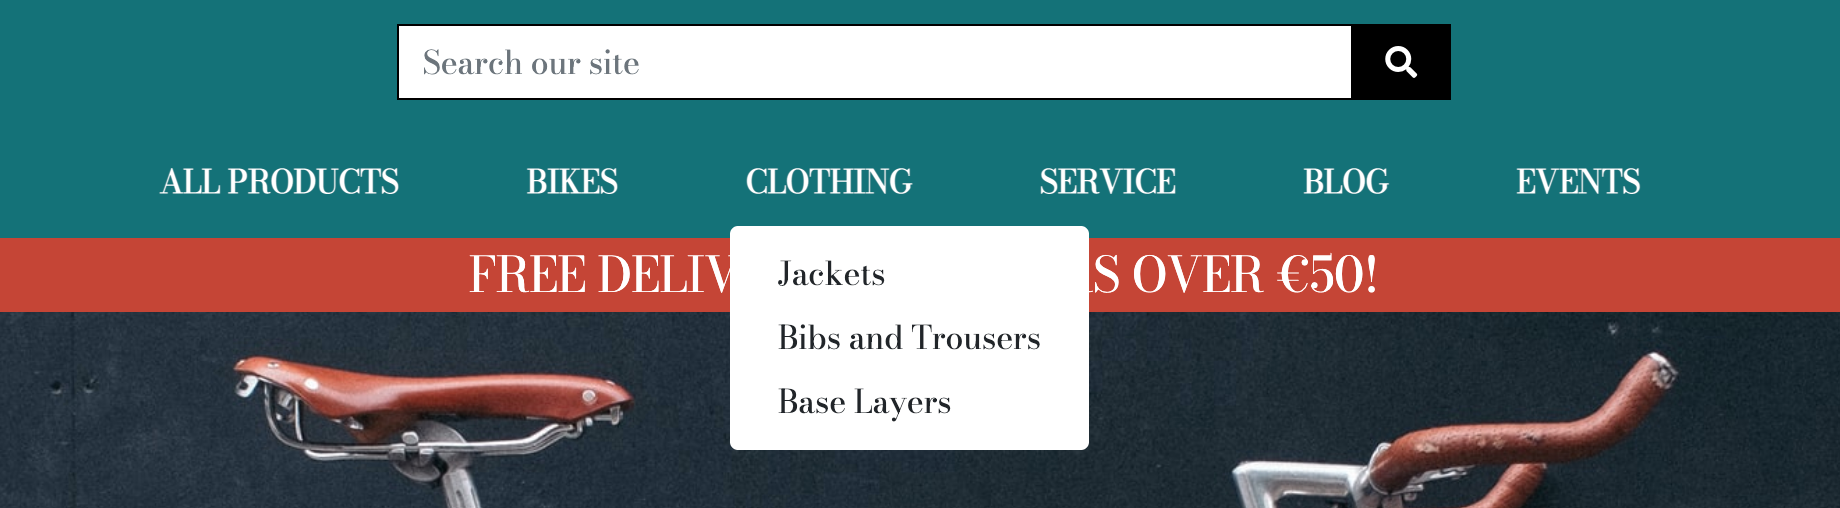 Search our site
ALL PRODUCTS BIKES CLOTHING SERVICE BLOG EVENTS
FREE OVER €50!
Jackets
Bibs and Trousers
Base Layers